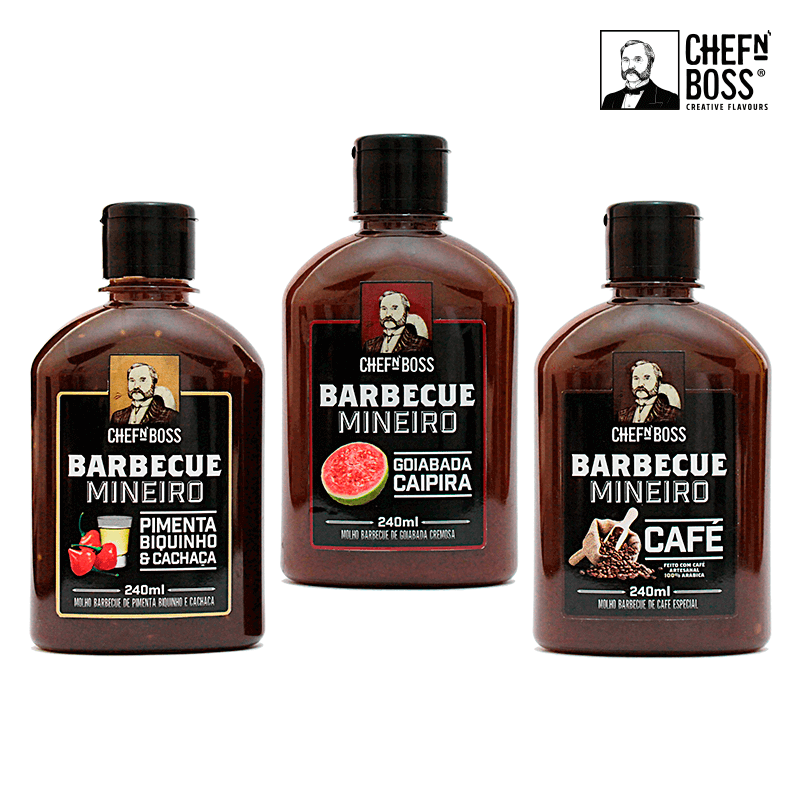 CHEFN'
BOSS®
CREATIVE FLAVOURS
CHEFN'BOSS
BARBECUE
MINEIRO
PIMENTA
BIQUINHO
& CACHAÇA
240ml
MOLHO BARBECUE DE PIMENTA BIQUINHO E CACHAÇA
CHEFN'BOSS
BARBECUE
MINEIRO
GOIABADA
CAIPIRA
240ml
MOLHO BARBECUE DE GOIABADA CREMOSA
CHEFN'BOSS
BARBECUE
MINEIRO
CAFÉ
FEITO COM CAFÉ
ARTESANAL
100% ARABICA
240ml
MOLHO BARBECUE DE CAFÉ ESPECIAL